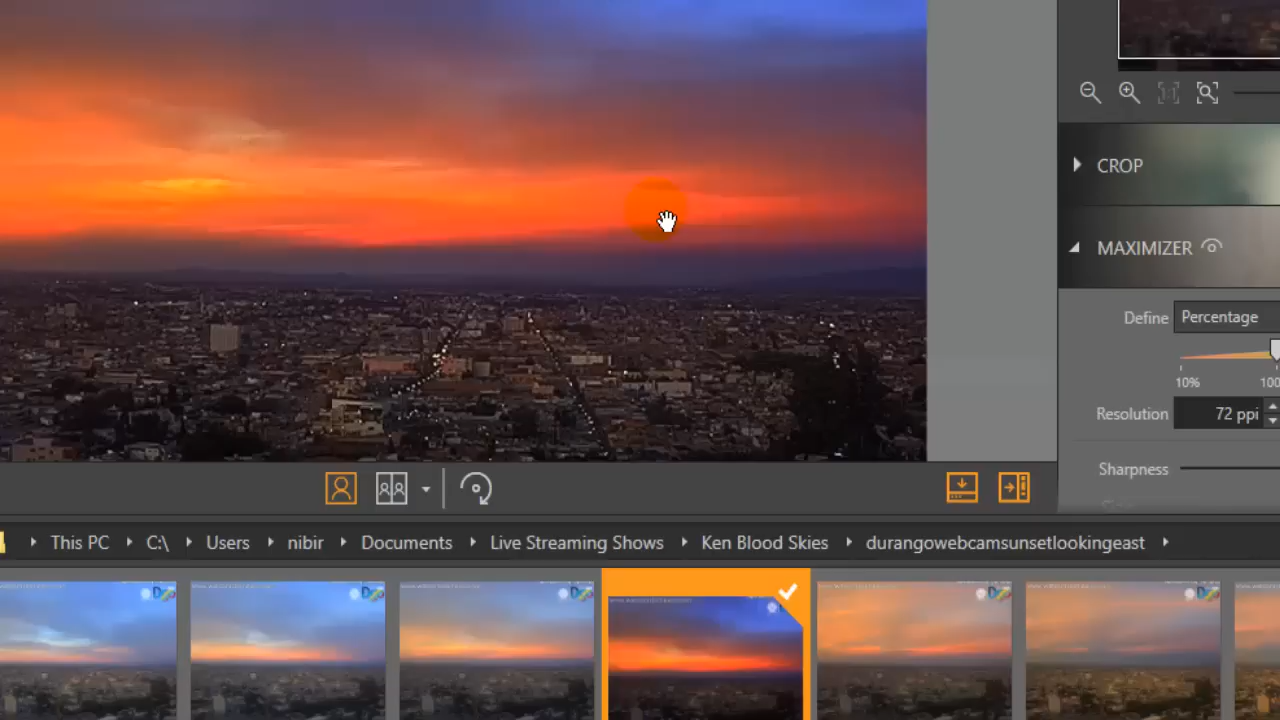 CROP
MAXIMIZER
Define Percentage
10% 100
Resolution 72 ppi
Sharpness
This PC C:\ Users nibir Documents Live Streaming Shows Ken Blood Skies durangowebcamsunsetlookingeast